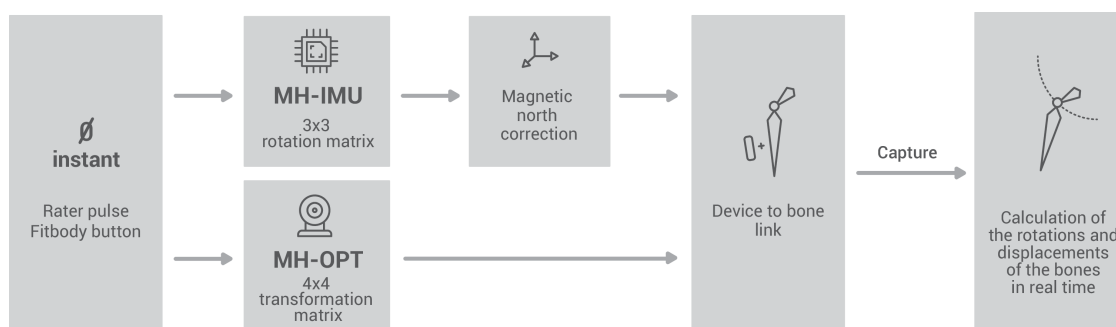 Ø
instant
Rater pulse
Fitbody button
MH-IMU
3x3
rotation matrix
MH-OPT
4x4
transformation
matrix
Magnetic
north
correction
Device to bone
link
Capture
Calculation of
the rotations and
displacements
of the bones
in real time